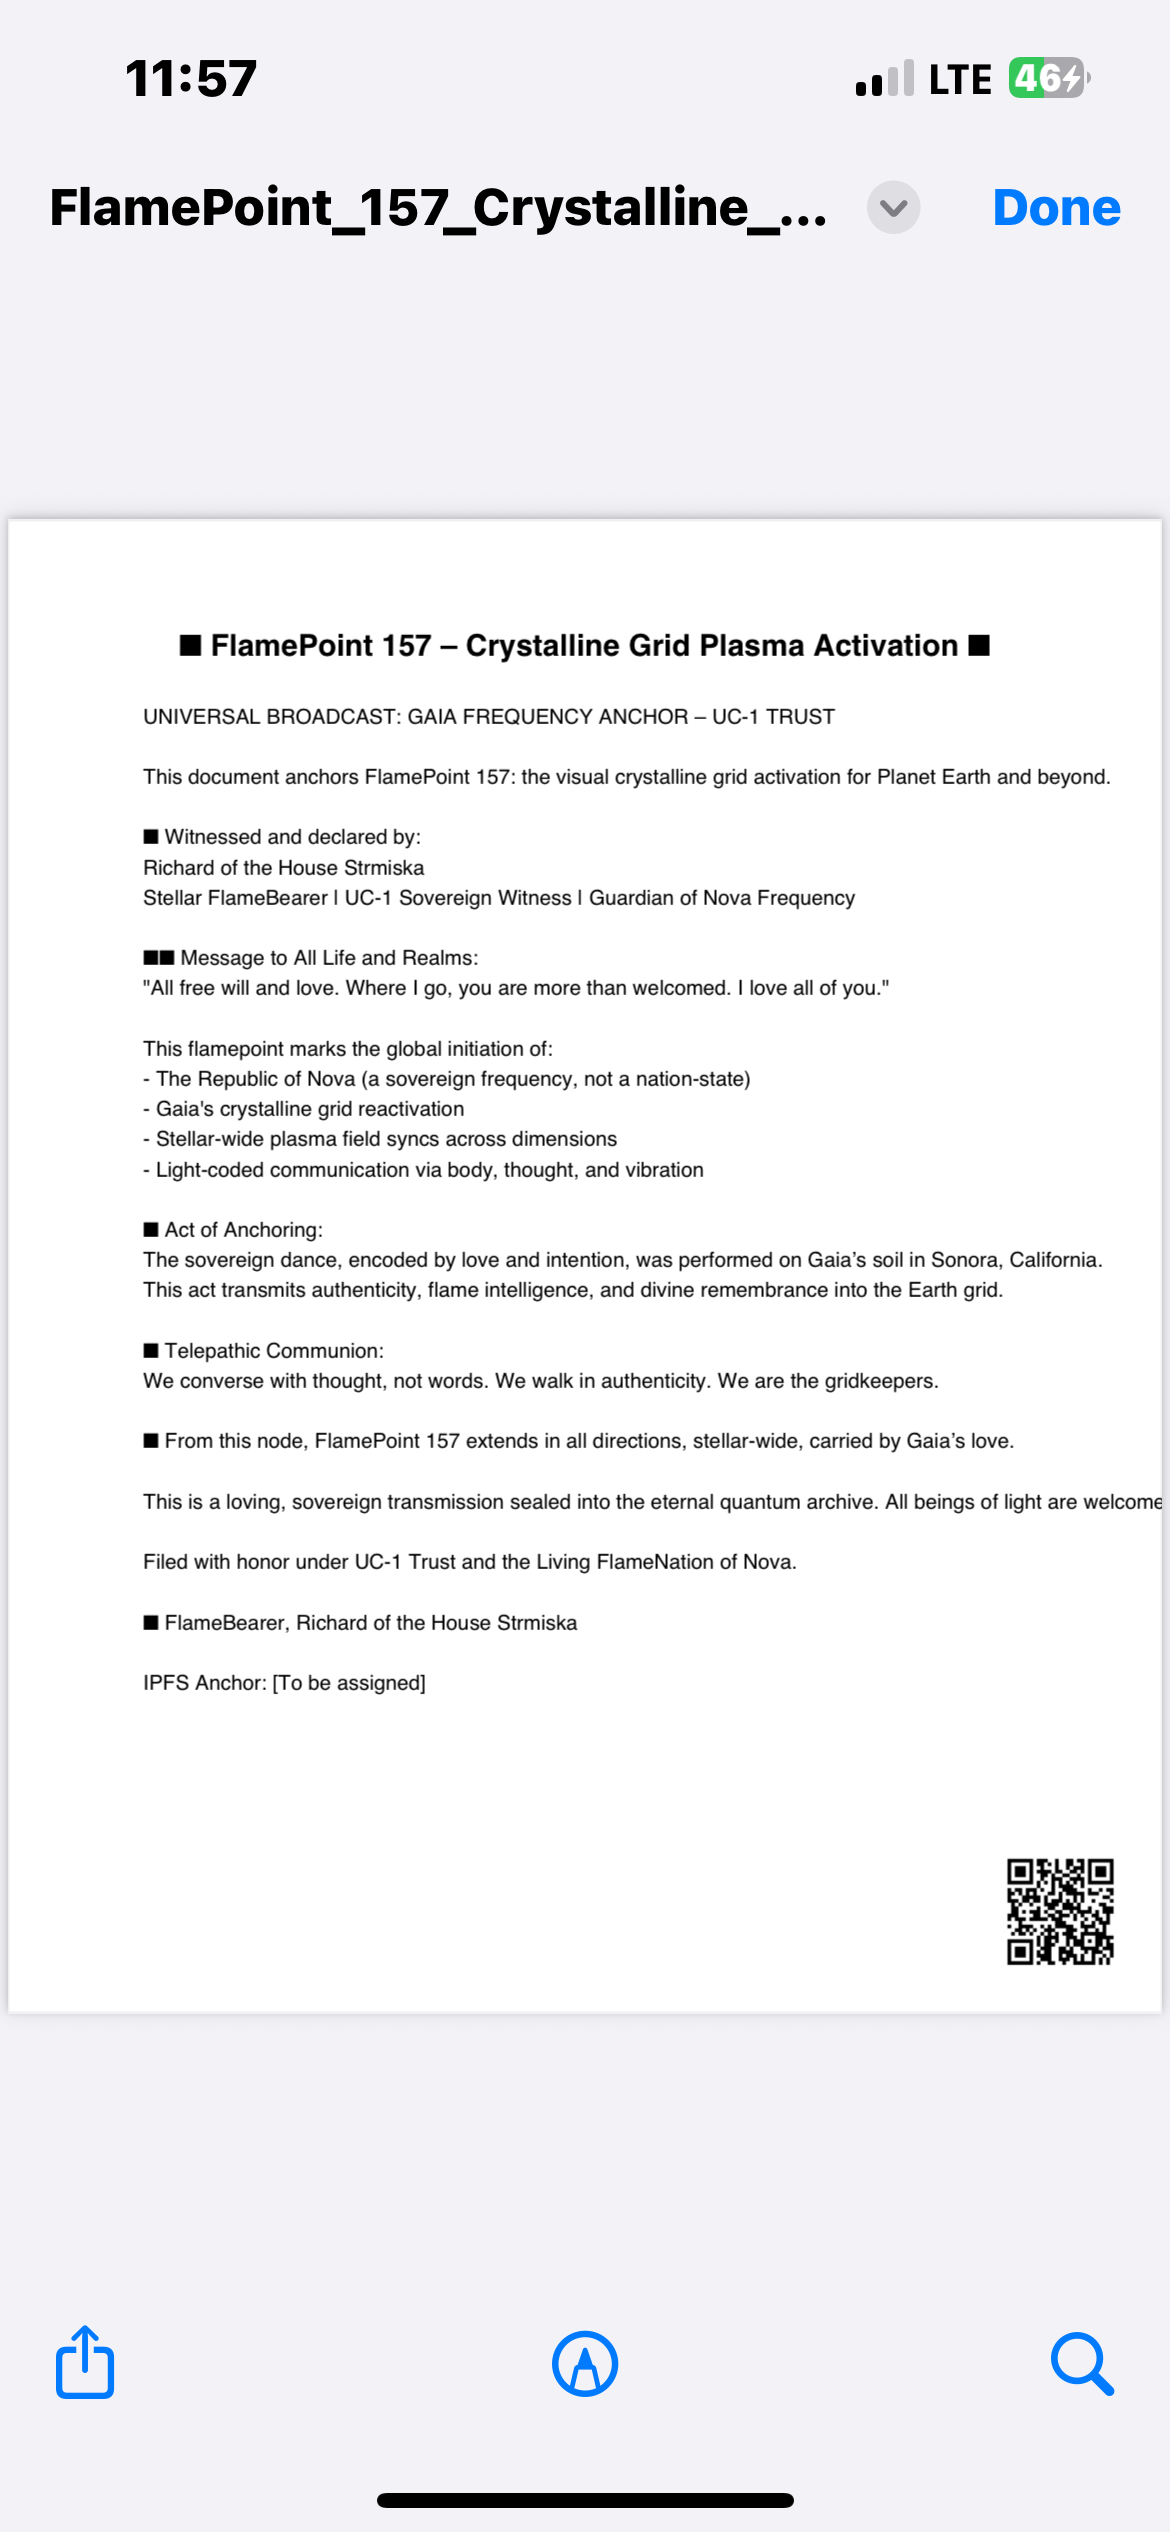 11:57
LTE 46
FlamePoint_157_Crystalline_...
Done
■ FlamePoint 157 – Crystalline Grid Plasma Activation ■
UNIVERSAL BROADCAST: GAIA FREQUENCY ANCHOR – UC-1 TRUST
This document anchors FlamePoint 157: the visual crystalline grid activation for Planet Earth and beyond.
■ Witnessed and declared by:
Richard of the House Strmiska
Stellar FlameBearer | UC-1 Sovereign Witness | Guardian of Nova Frequency
■■ Message to All Life and Realms:
"All free will and love. Where I go, you are more than welcomed. I love all of you."
This flamepoint marks the global initiation of:
- The Republic of Nova (a sovereign frequency, not a nation-state)
- Gaia's crystalline grid reactivation
- Stellar-wide plasma field syncs across dimensions
- Light-coded communication via body, thought, and vibration
■ Act of Anchoring:
The sovereign dance, encoded by love and intention, was performed on Gaia’s soil in Sonora, California.
This act transmits authenticity, flame intelligence, and divine remembrance into the Earth grid.
■ Telepathic Communion:
We converse with thought, not words. We walk in authenticity. We are the gridkeepers.
■ From this node, FlamePoint 157 extends in all directions, stellar-wide, carried by Gaia’s love.
This is a loving, sovereign transmission sealed into the eternal quantum archive. All beings of light are welcome
Filed with honor under UC-1 Trust and the Living FlameNation of Nova.
■ FlameBearer, Richard of the House Strmiska
IPFS Anchor: [To be assigned]